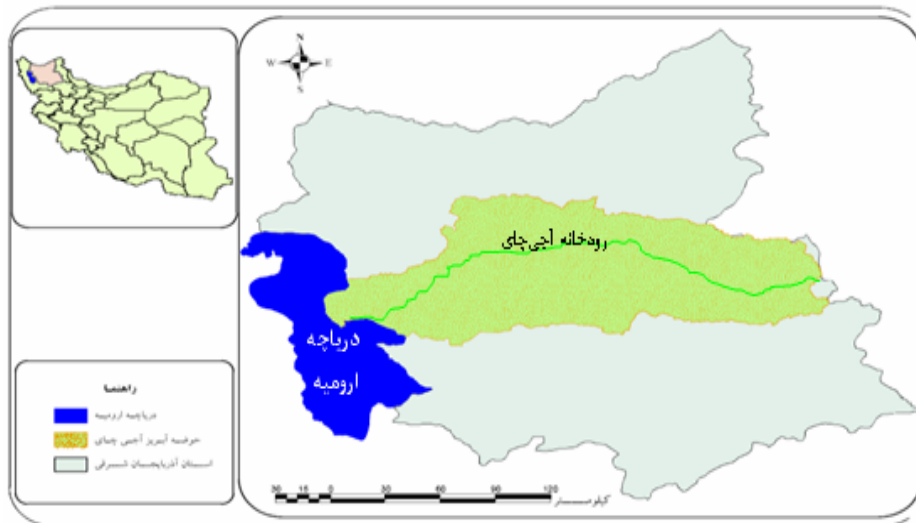 N
W E
S
رودخانه آجی‌چای
دریاچه
ارومیه
راهنما
دریاچه ارومیه
حوضه آبریز آجی چای
استان آذربایجان شرقی
30 15 0 30 60 90 120
کیلومتر